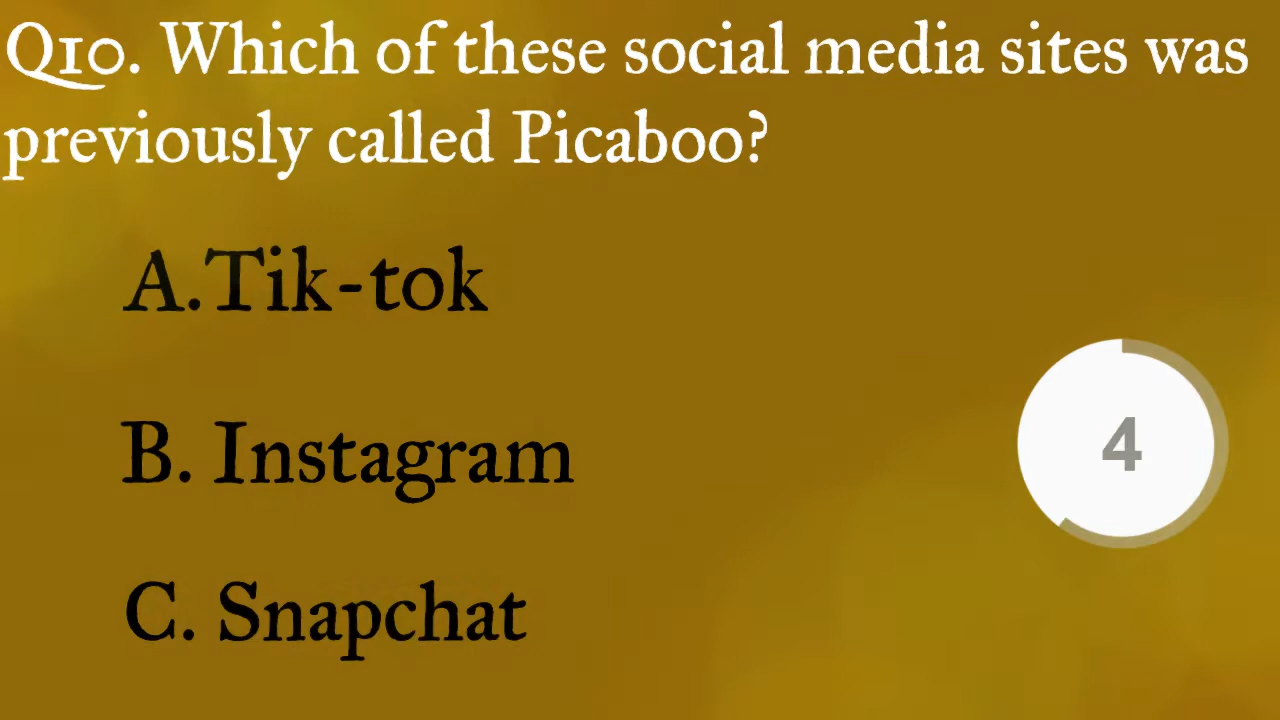 Q10. Which of these social media sites was
previously called Picaboo?
A.Tik-tok
B. Instagram
4
C. Snapchat